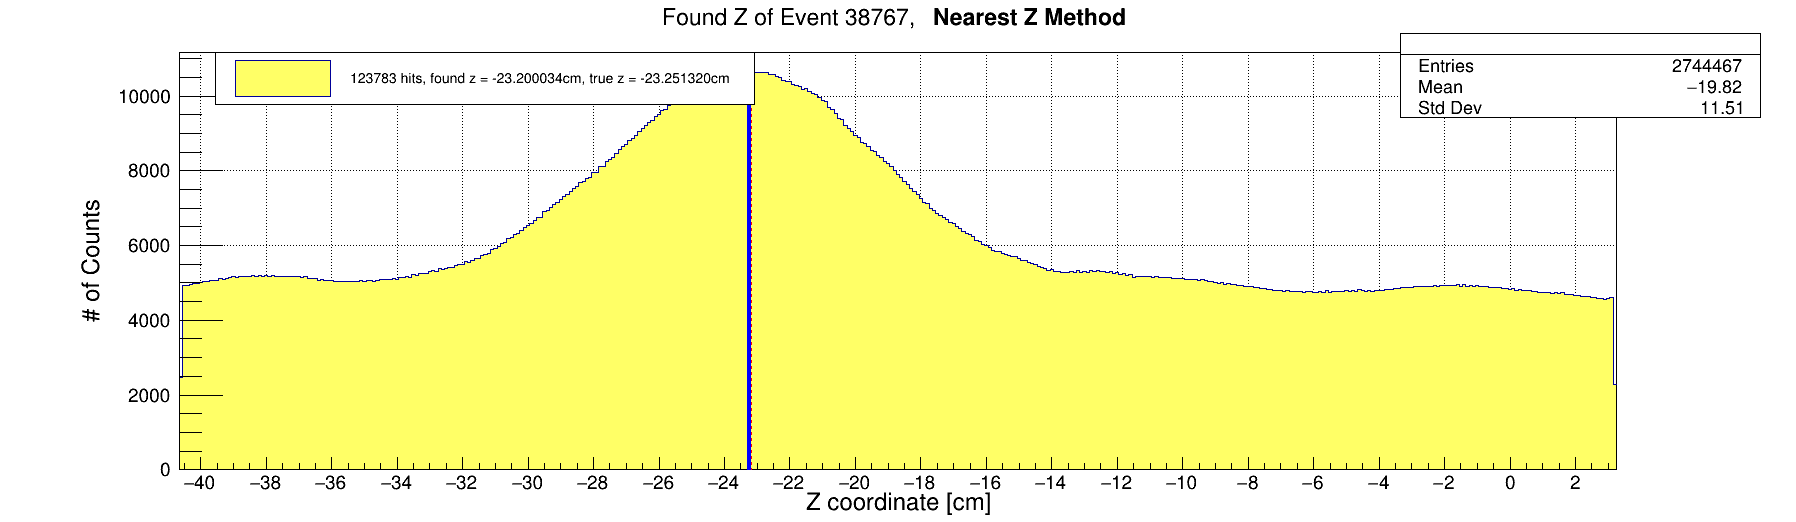 Found Z of Event 38767, Nearest Z Method
Entries 2744467
Mean −19.82
Std Dev 11.51
123783 hits, found z = -23.200034cm, true z = -23.251320cm
# of Counts
10000
8000
6000
4000
2000
0
−40 −38 −36 −34 −32 −30 −28 −26 −24 −22 −20 −18 −16 −14 −12 −10 −8 −6 −4 −2 0 2
Z coordinate [cm]